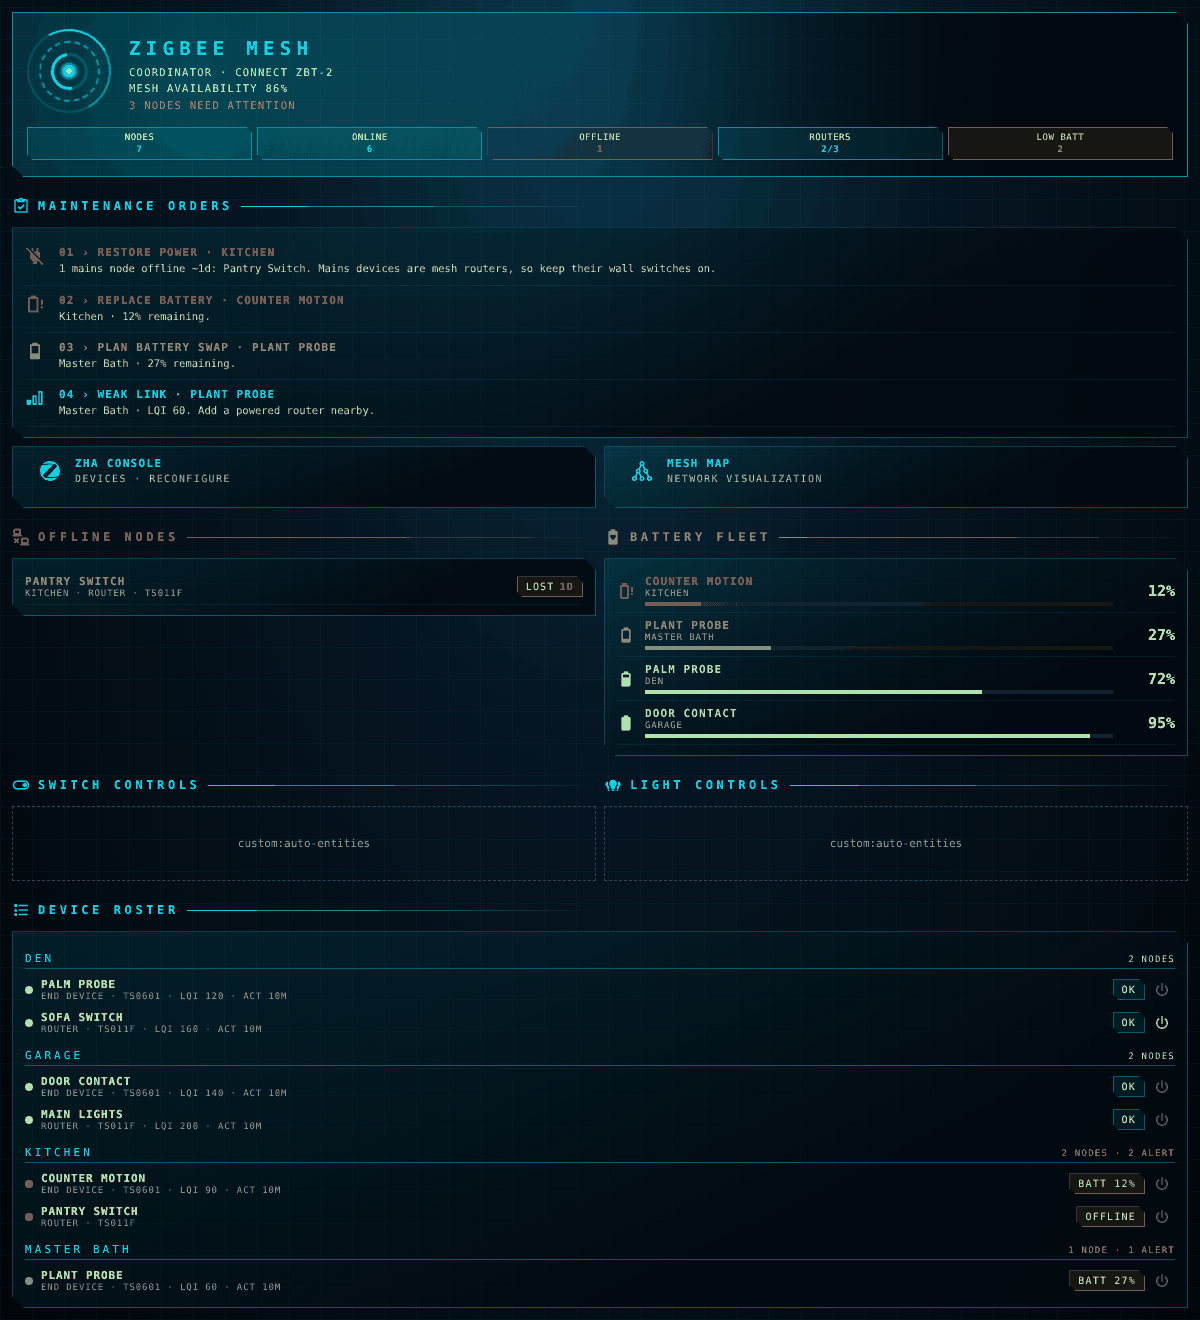 ZIGBEE MESH
COORDINATOR · CONNECT ZBT-2
MESH AVAILABILITY 86%
3 NODES NEED ATTENTION
NODES
7
ONLINE
6
OFFLINE
1
ROUTERS
2/3
LOW BATT
2
MAINTENANCE ORDERS
01 › RESTORE POWER · KITCHEN
1 mains node offline ~1d: Pantry Switch. Mains devices are mesh routers, so keep their wall switches on.
02 › REPLACE BATTERY · COUNTER MOTION
Kitchen · 12% remaining.
03 › PLAN BATTERY SWAP · PLANT PROBE
Master Bath · 27% remaining.
04 › WEAK LINK · PLANT PROBE
Master Bath · LQI 60. Add a powered router nearby.
ZHA CONSOLE
DEVICES · RECONFIGURE
MESH MAP
NETWORK VISUALIZATION
OFFLINE NODES
PANTRY SWITCH
KITCHEN · ROUTER · TS011F
LOST 1D
BATTERY FLEET
COUNTER MOTION
KITCHEN
12%
PLANT PROBE
MASTER BATH
27%
PALM PROBE
DEN
72%
DOOR CONTACT
GARAGE
95%
SWITCH CONTROLS
custom:auto-entities
LIGHT CONTROLS
custom:auto-entities
DEVICE ROSTER
DEN
2 NODES
PALM PROBE
END DEVICE · TS0601 · LQI 120 · ACT 10M
OK
SOFA SWITCH
ROUTER · TS011F · LQI 160 · ACT 10M
OK
GARAGE
2 NODES
DOOR CONTACT
END DEVICE · TS0601 · LQI 140 · ACT 10M
OK
MAIN LIGHTS
ROUTER · TS011F · LQI 200 · ACT 10M
OK
KITCHEN
2 NODES · 2 ALERT
COUNTER MOTION
END DEVICE · TS0601 · LQI 90 · ACT 10M
BATT 12%
PANTRY SWITCH
ROUTER · TS011F
OFFLINE
MASTER BATH
1 NODE · 1 ALERT
PLANT PROBE
END DEVICE · TS0601 · LQI 60 · ACT 10M
BATT 27%